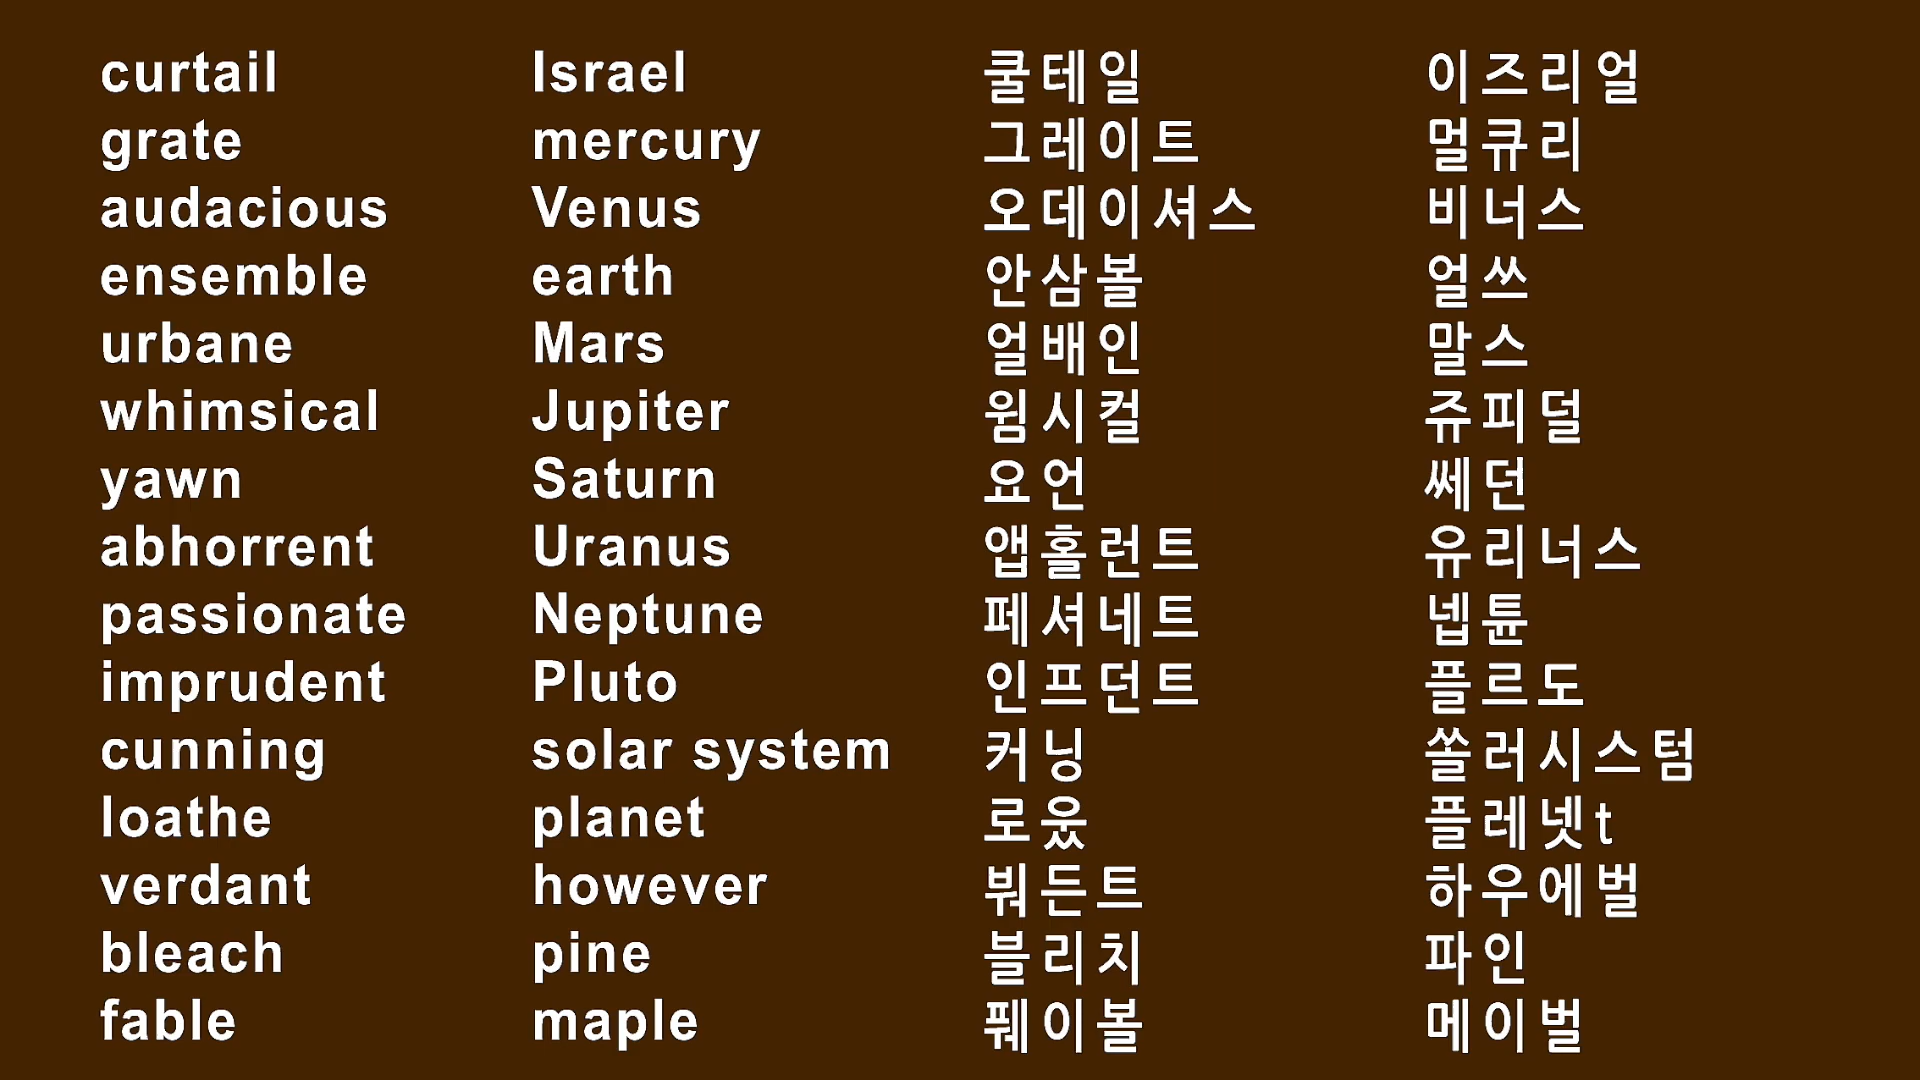 curtail Israel 쿨테일 이즈리얼
grate mercury 그레이트 멀큐리
audacious Venus 오데이셔스 비너스
ensemble earth 안삼볼 얼쓰
urbane Mars 얼배인 말스
whimsical Jupiter 윔시컬 쥬피덜
yawn Saturn 요언 쎄던
abhorrent Uranus 앱홀런트 유리너스
passionate Neptune 페셔네트 넵튠
imprudent Pluto 인프던트 플르도
cunning solar system 커닝 쏠러시스텀
loathe planet 로웄 플레넷t
verdant however 붜든트 하우에벌
bleach pine 블리치 파인
fable maple 풰이볼 메이벌